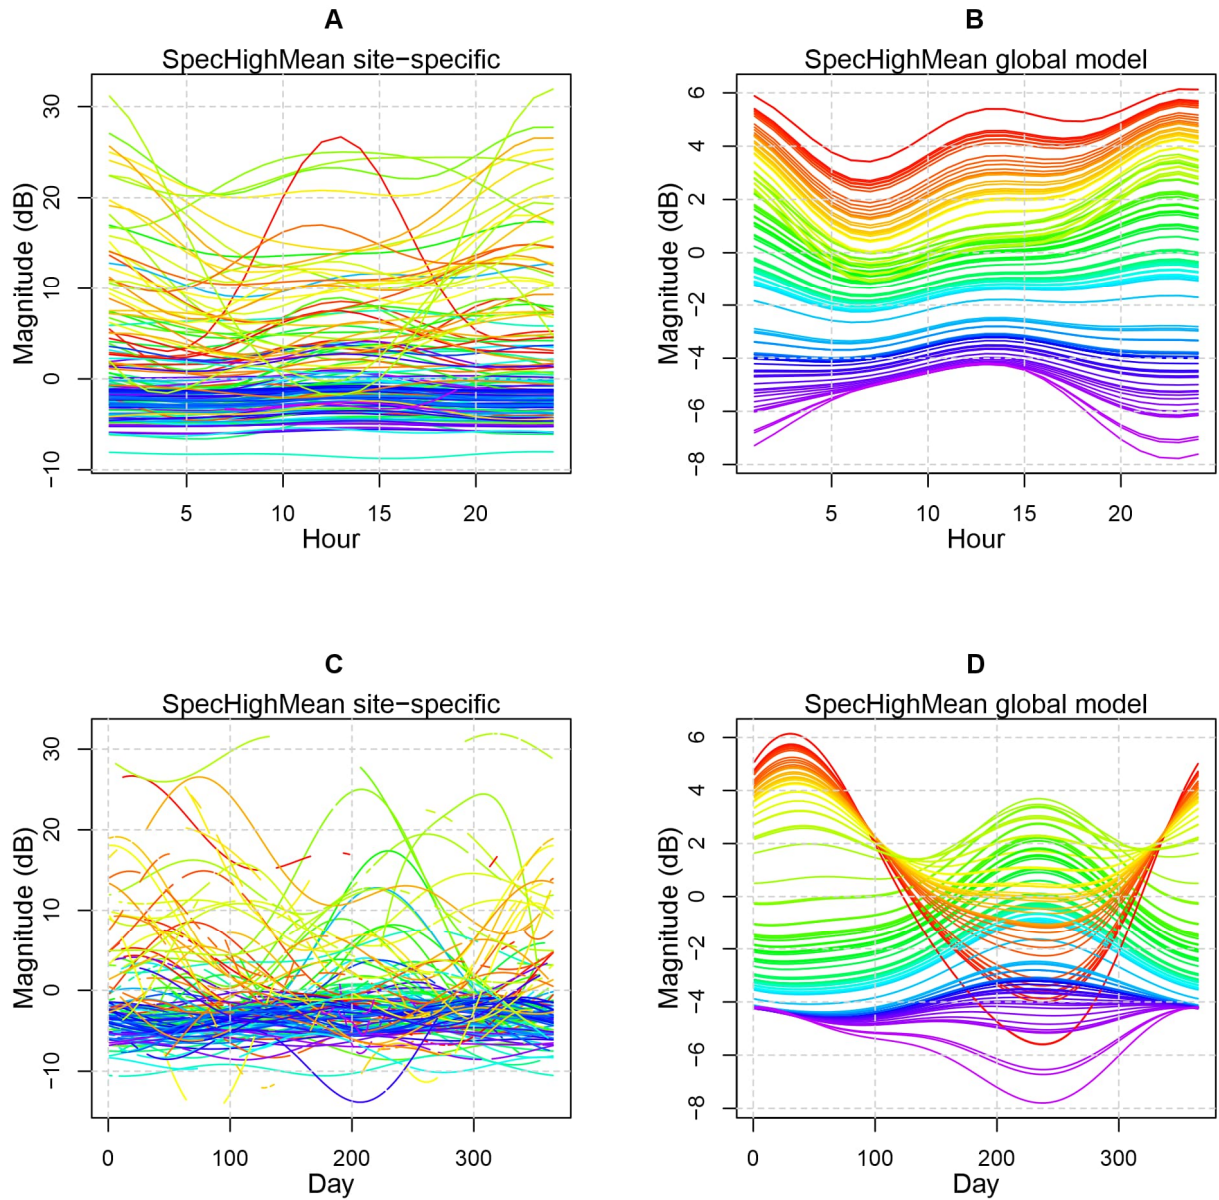 A
SpecHighMean site−specific
Magnitude (dB)
30
20
10
0
−10
5
10
15
20
Hour
B
SpecHighMean global model
Magnitude (dB)
6
4
2
0
−2
−4
−6
−8
5
10
15
20
Hour
C
SpecHighMean site−specific
Magnitude (dB)
30
20
10
0
−10
0
100
200
300
Day
D
SpecHighMean global model
Magnitude (dB)
6
4
2
0
−2
−4
−6
−8
0
100
200
300
Day